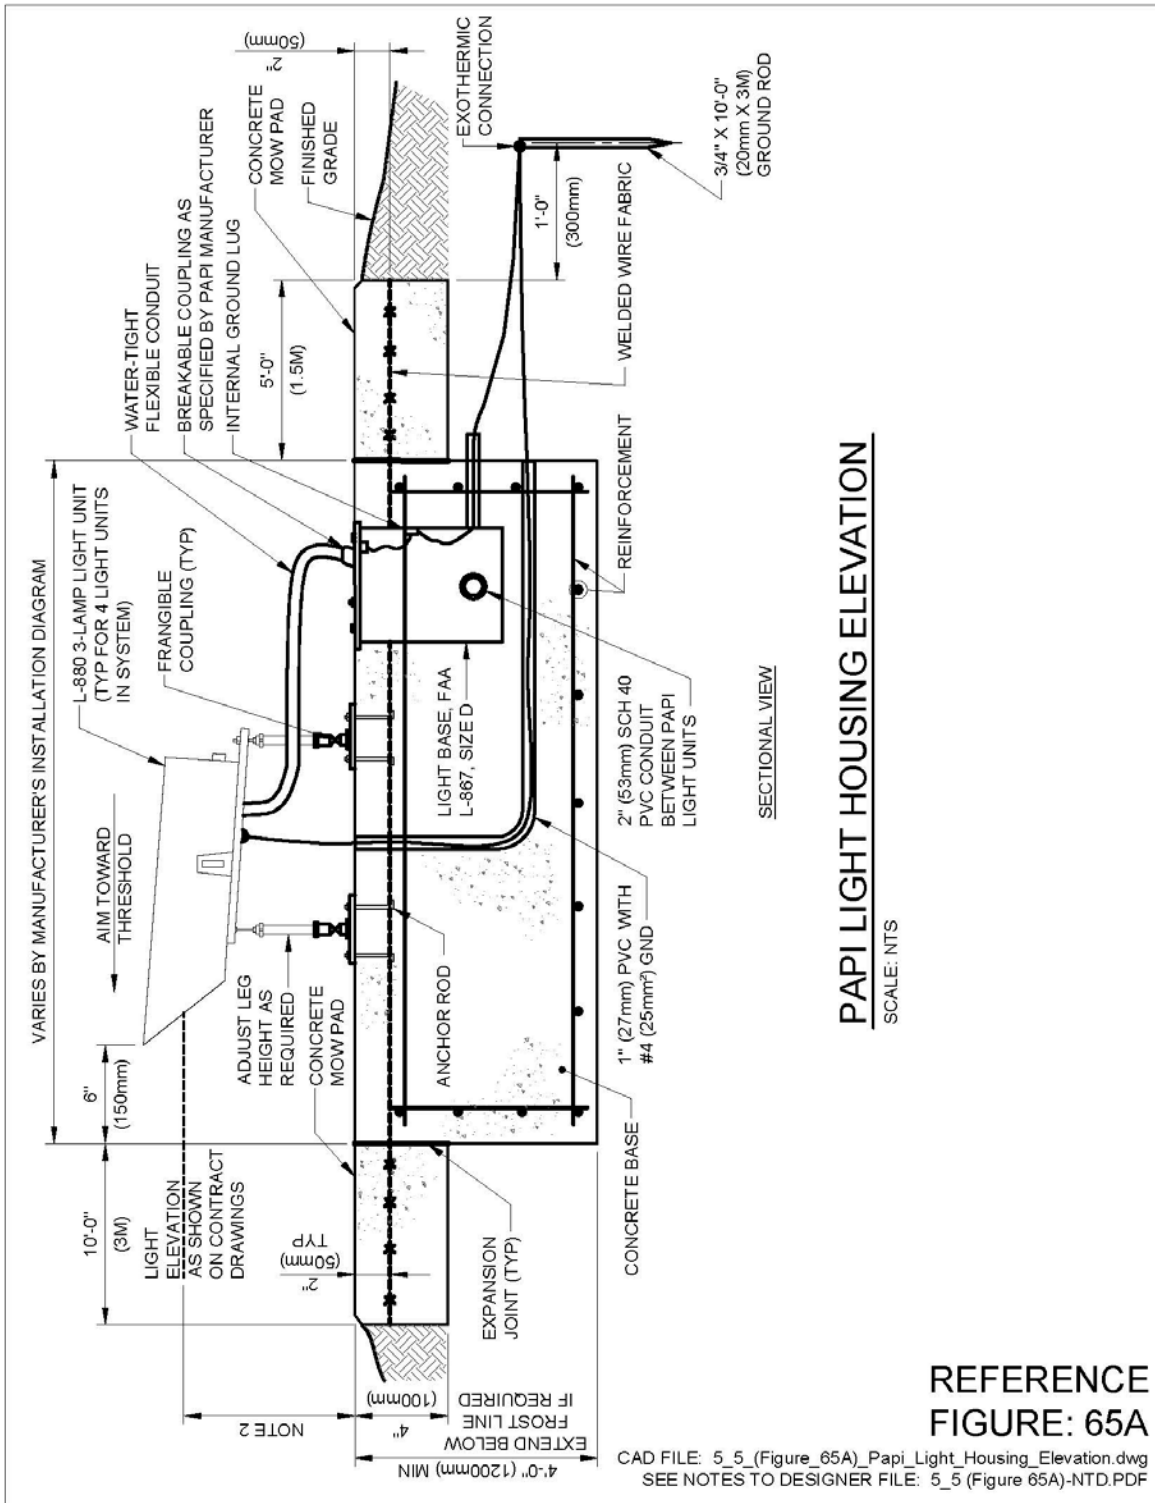 VARIES BY MANUFACTURER'S INSTALLATION DIAGRAM
10'-0"
(3M)
6"
(150mm)
AIM TOWARD
THRESHOLD
L-880 3-LAMP LIGHT UNIT
(TYP FOR 4 LIGHT UNITS
IN SYSTEM)
FRANGIBLE
COUPLING (TYP)
WATER-TIGHT
FLEXIBLE CONDUIT
BREAKABLE COUPLING AS
SPECIFIED BY PAPI MANUFACTURER
INTERNAL GROUND LUG
5'-0"
(1.5M)
CONCRETE
MOW PAD
FINISHED
GRADE
2"
(50mm)
LIGHT
ELEVATION
AS SHOWN
ON CONTRACT
DRAWINGS
ADJUST LEG
HEIGHT AS
REQUIRED
CONCRETE
MOW PAD
NOTE 2
2"
(50mm)
TYP
4"
(100mm)
4'-0" (1200mm) MIN
EXTEND BELOW
FROST LINE
IF REQUIRED
EXPANSION
JOINT (TYP)
ANCHOR ROD
LIGHT BASE, FAA
L-867, SIZE D
EXOTHERMIC
CONNECTION
1'-0"
(300mm)
WELDED WIRE FABRIC
3/4" X 10'-0"
(20mm X 3M)
GROUND ROD
CONCRETE BASE
1" (27mm) PVC WITH
#4 (25mm²) GND
2" (53mm) SCH 40
PVC CONDUIT
BETWEEN PAPI
LIGHT UNITS
REINFORCEMENT
SECTIONAL VIEW
PAPI LIGHT HOUSING ELEVATION
SCALE: NTS
REFERENCE
FIGURE: 65A
CAD FILE: 5_5_(Figure_65A)_Papi_Light_Housing_Elevation.dwg
SEE NOTES TO DESIGNER FILE: 5_5 (Figure 65A)-NTD.PDF